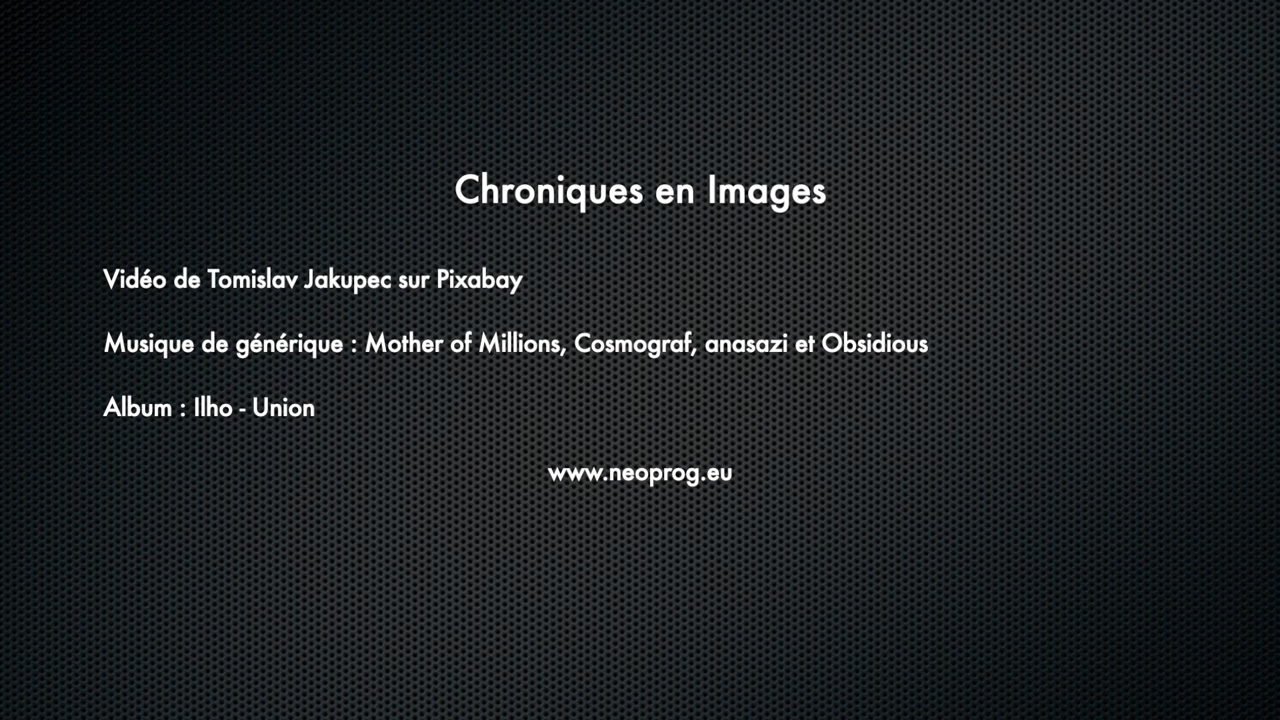 Chroniques en Images
Vidéo de Tomislav Jakupec sur Pixabay
Musique de générique : Mother of Millions, Cosmograf, anasazi et Obsidious
Album : Ilho - Union
www.neoprog.eu